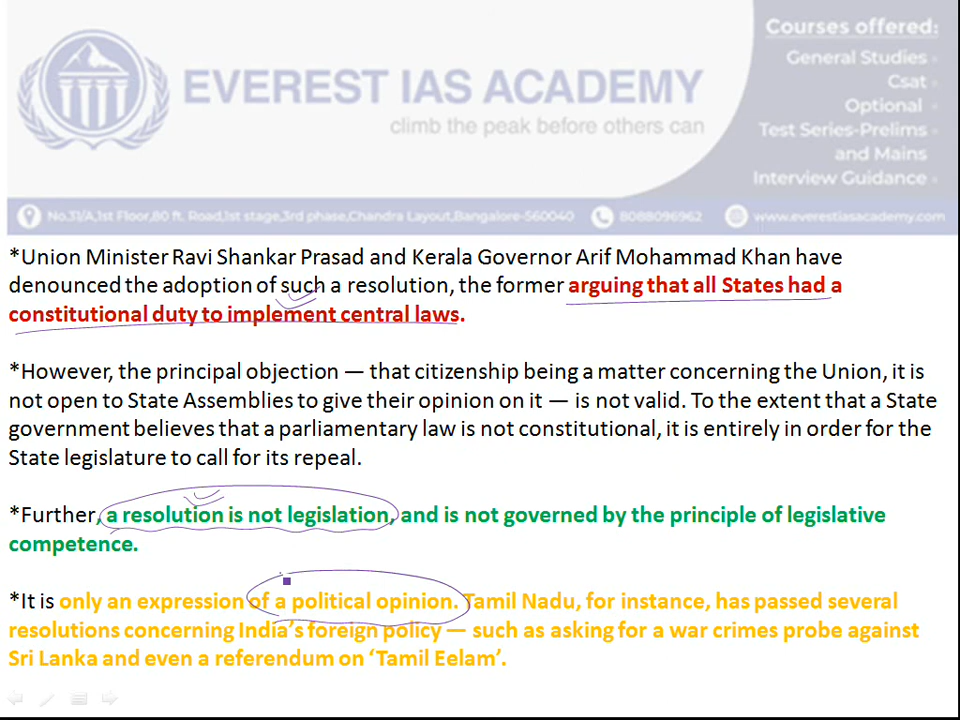 Courses offered:
General Studies
EVEREST IAS ACADEMY
Csat
Optional
climb the peak before others can
Test Series-Prelims
and Mains
Interview Guidance
No.31/A,1st Floor,80 ft. Road,1st stage,3rd phase,Chandra Layout,Bangalore-560040 8088096962 www.everestiasacademy.com
*Union Minister Ravi Shankar Prasad and Kerala Governor Arif Mohammad Khan have
denounced the adoption of such a resolution, the former arguing that all States had a
constitutional duty to implement central laws.
*However, the principal objection — that citizenship being a matter concerning the Union, it is
not open to State Assemblies to give their opinion on it — is not valid. To the extent that a State
government believes that a parliamentary law is not constitutional, it is entirely in order for the
State legislature to call for its repeal.
*Further, a resolution is not legislation, and is not governed by the principle of legislative
competence.
*It is only an expression of a political opinion. Tamil Nadu, for instance, has passed several
resolutions concerning India’s foreign policy — such as asking for a war crimes probe against
Sri Lanka and even a referendum on ‘Tamil Eelam’.